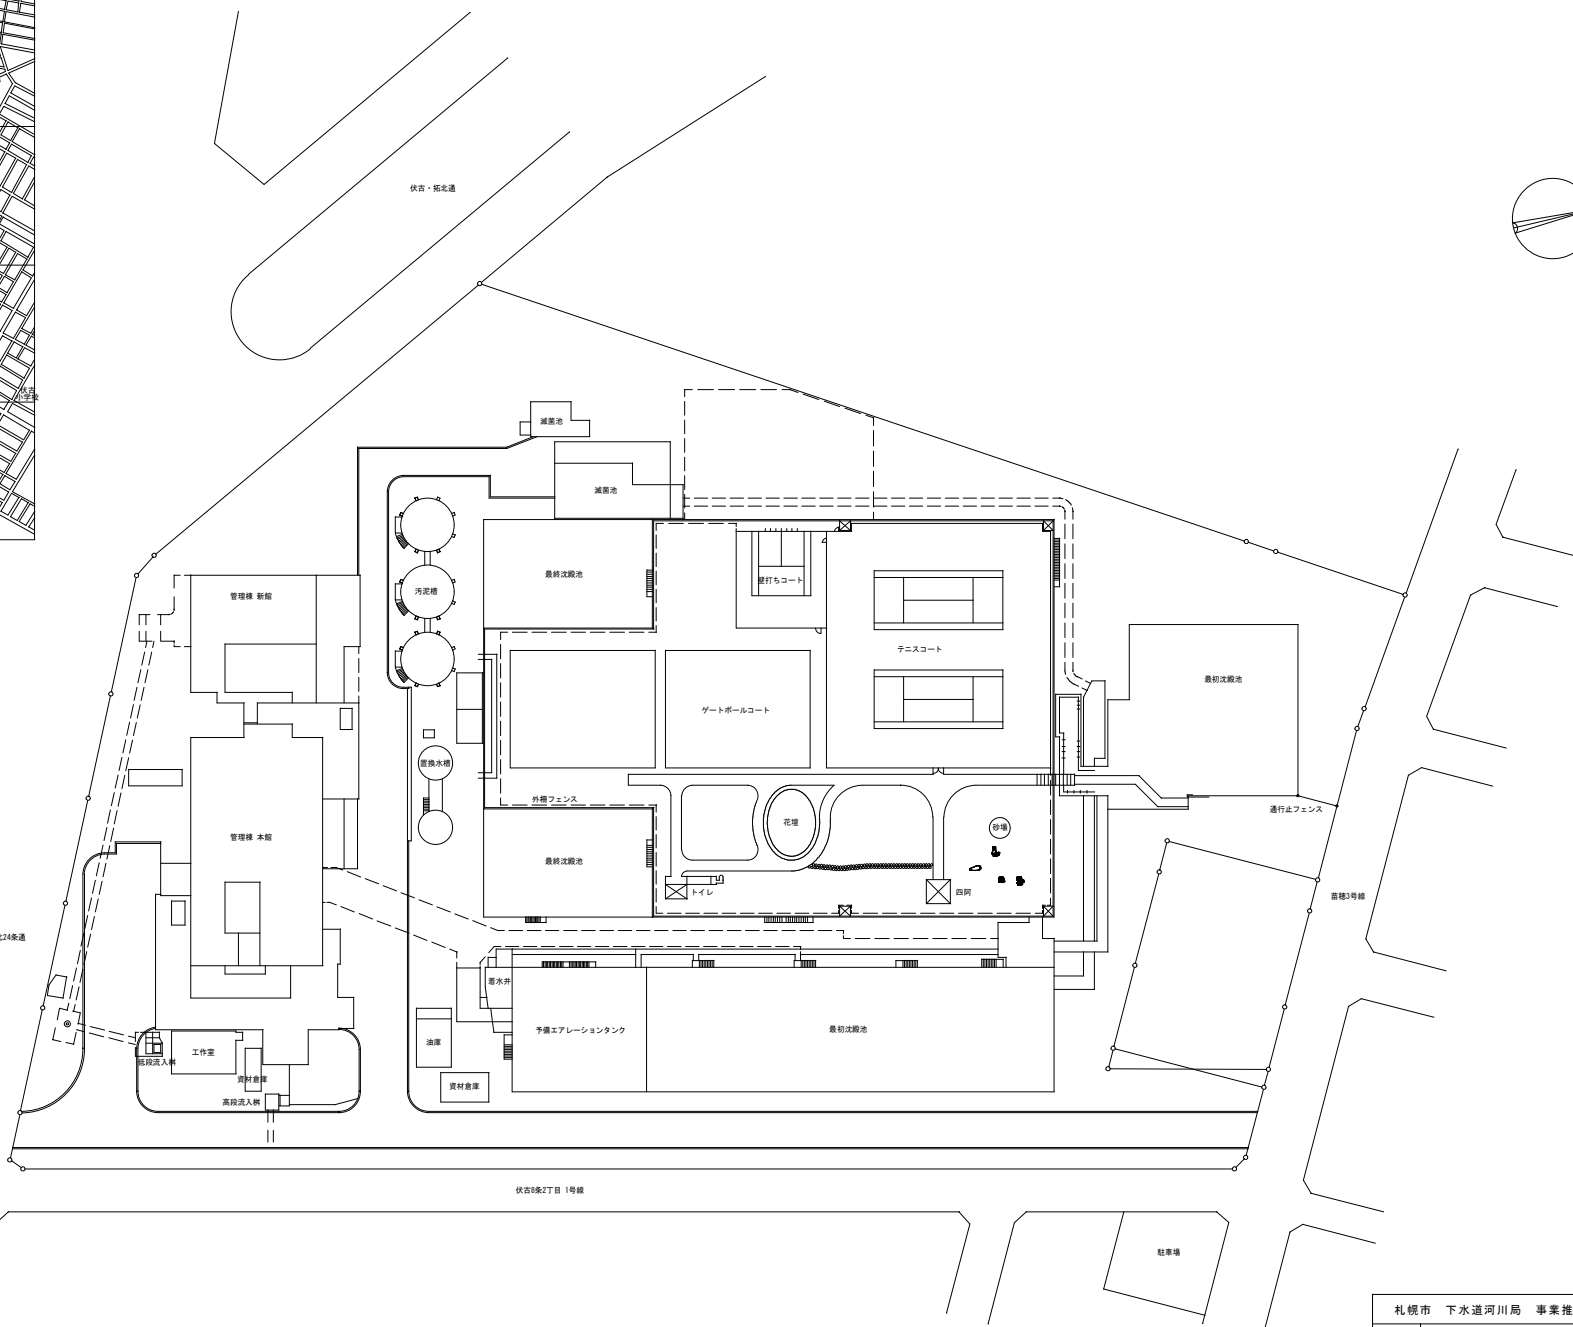 伏古・拓北通
伏古
小学校
滅菌池
滅菌池
最終沈殿池
壁打ちコート
管理棟 新館
汚泥槽
テニスコート
最初沈殿池
ゲートボールコート
置換水槽
外柵フェンス
通行止フェンス
花壇
砂場
管理棟 本館
最終沈殿池
トイレ
四阿
苗穂3号線
北24条通
着水井
予備エアレーションタンク
最初沈殿池
油庫
工作室
低段流入桝
資材倉庫
資材倉庫
高段流入桝
伏古8条2丁目 1号線
駐車場
札幌市 下水道河川局 事業推